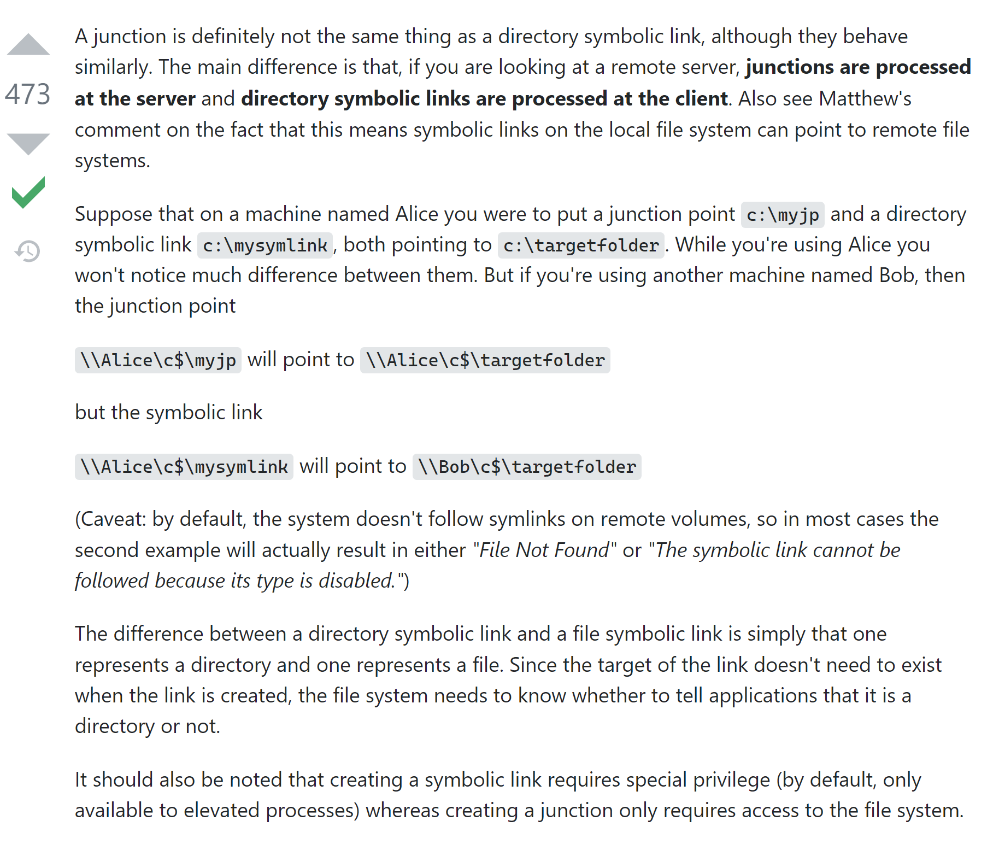 A junction is definitely not the same thing as a directory symbolic link, although they behave
similarly. The main difference is that, if you are looking at a remote server, junctions are processed
at the server and directory symbolic links are processed at the client. Also see Matthew's
comment on the fact that this means symbolic links on the local file system can point to remote file
systems.
473
Suppose that on a machine named Alice you were to put a junction point c:\myjp and a directory
symbolic link c:\mysymlink, both pointing to c:\targetfolder. While you're using Alice you
won't notice much difference between them. But if you're using another machine named Bob, then
the junction point
\\Alice\c$\myjp will point to \\Alice\c$\targetfolder
but the symbolic link
\\Alice\c$\mysymlink will point to \\Bob\c$\targetfolder
(Caveat: by default, the system doesn't follow symlinks on remote volumes, so in most cases the
second example will actually result in either "File Not Found" or "The symbolic link cannot be
followed because its type is disabled.")
The difference between a directory symbolic link and a file symbolic link is simply that one
represents a directory and one represents a file. Since the target of the link doesn't need to exist
when the link is created, the file system needs to know whether to tell applications that it is a
directory or not.
It should also be noted that creating a symbolic link requires special privilege (by default, only
available to elevated processes) whereas creating a junction only requires access to the file system.